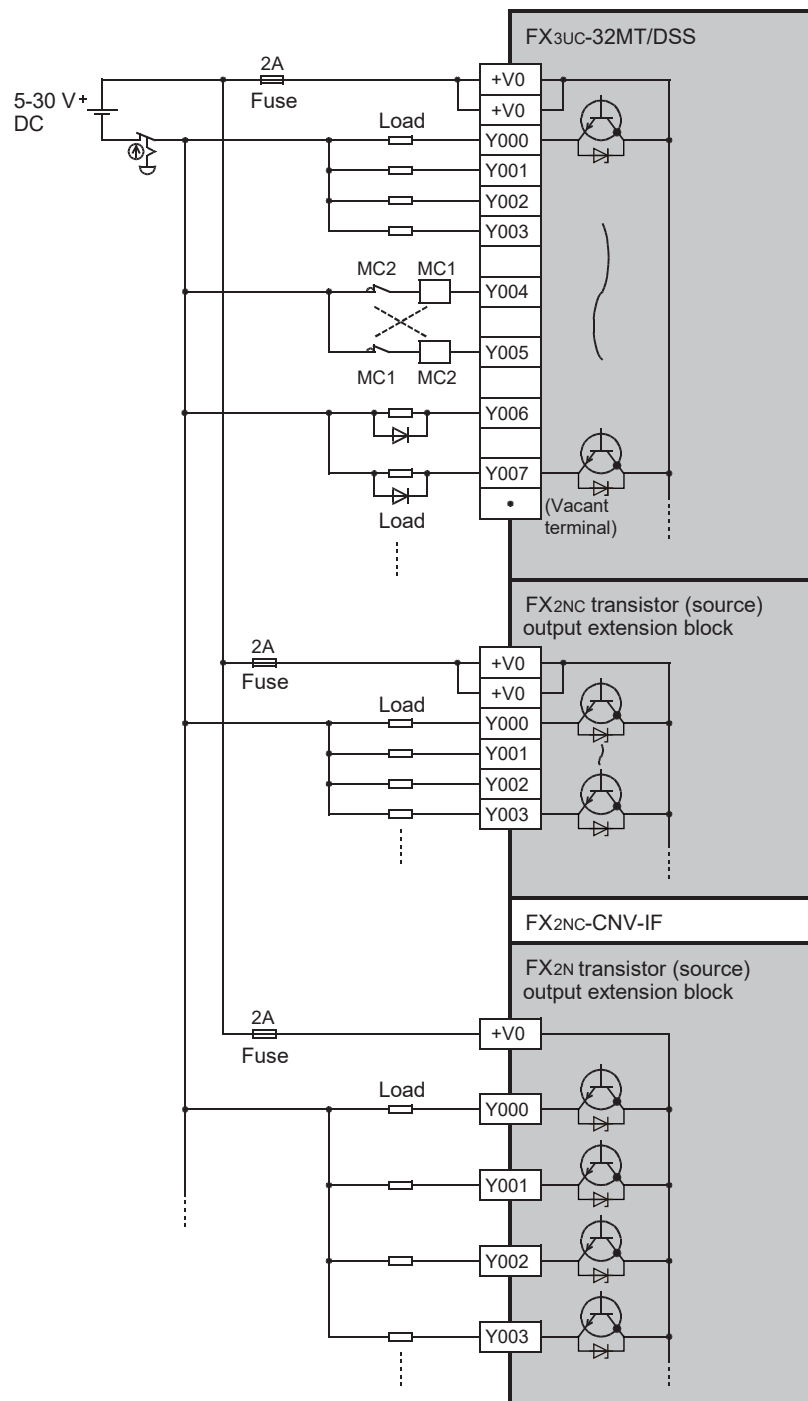 FX3UC-32MT/DSS
2A
Fuse
5-30 V+
DC
+V0
+V0
Load
Y000
Y001
Y002
Y003
MC2 MC1
Y004
Y005
MC1 MC2
Y006
Y007
Load
(Vacant
terminal)
FX2NC transistor (source)
output extension block
2A
Fuse
+V0
+V0
Load
Y000
Y001
Y002
Y003
FX2NC-CNV-IF
FX2N transistor (source)
output extension block
2A
Fuse
+V0
Load
Y000
Y001
Y002
Y003